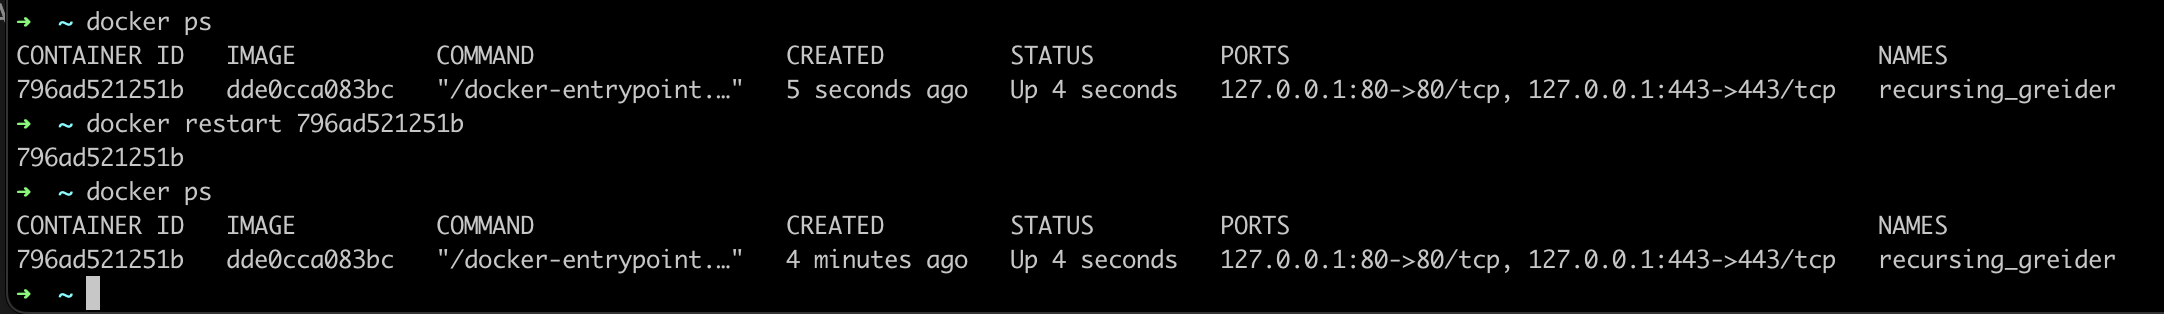 ➜  ~ docker ps
CONTAINER ID   IMAGE          COMMAND                  CREATED         STATUS         PORTS                                          NAMES
796ad521251b   dde0cca083bc   "/docker-entrypoint.…"   5 seconds ago   Up 4 seconds   127.0.0.1:80->80/tcp, 127.0.0.1:443->443/tcp   recursing_greider
➜  ~ docker restart 796ad521251b
796ad521251b
➜  ~ docker ps
CONTAINER ID   IMAGE          COMMAND                  CREATED         STATUS         PORTS                                          NAMES
796ad521251b   dde0cca083bc   "/docker-entrypoint.…"   4 minutes ago   Up 4 seconds   127.0.0.1:80->80/tcp, 127.0.0.1:443->443/tcp   recursing_greider
➜  ~